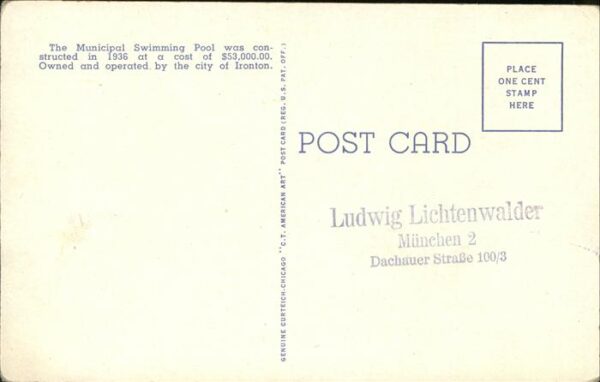 The Municipal Swimming Pool was con-
structed in 1936 at a cost of $53,000.00.
Owned and operated by the city of Ironton.
GENUINE CURTEICH-CHICAGO "C.T. AMERICAN ART" POST CARD (REG. U.S. PAT. OFF.)
PLACE
ONE CENT
STAMP
HERE
POST CARD
Ludwig Lichtenwalder
München 2
Dachauer Straße 100/3